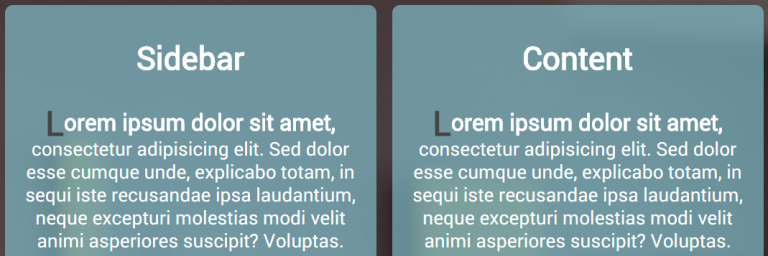 Sidebar
Lorem ipsum dolor sit amet,
consectetur adipisicing elit. Sed dolor
esse cumque unde, explicabo totam, in
sequi iste recusandae ipsa laudantium,
neque excepturi molestias modi velit
animi asperiores suscipit? Voluptas.
Content
Lorem ipsum dolor sit amet,
consectetur adipisicing elit. Sed dolor
esse cumque unde, explicabo totam, in
sequi iste recusandae ipsa laudantium,
neque excepturi molestias modi velit
animi asperiores suscipit? Voluptas.